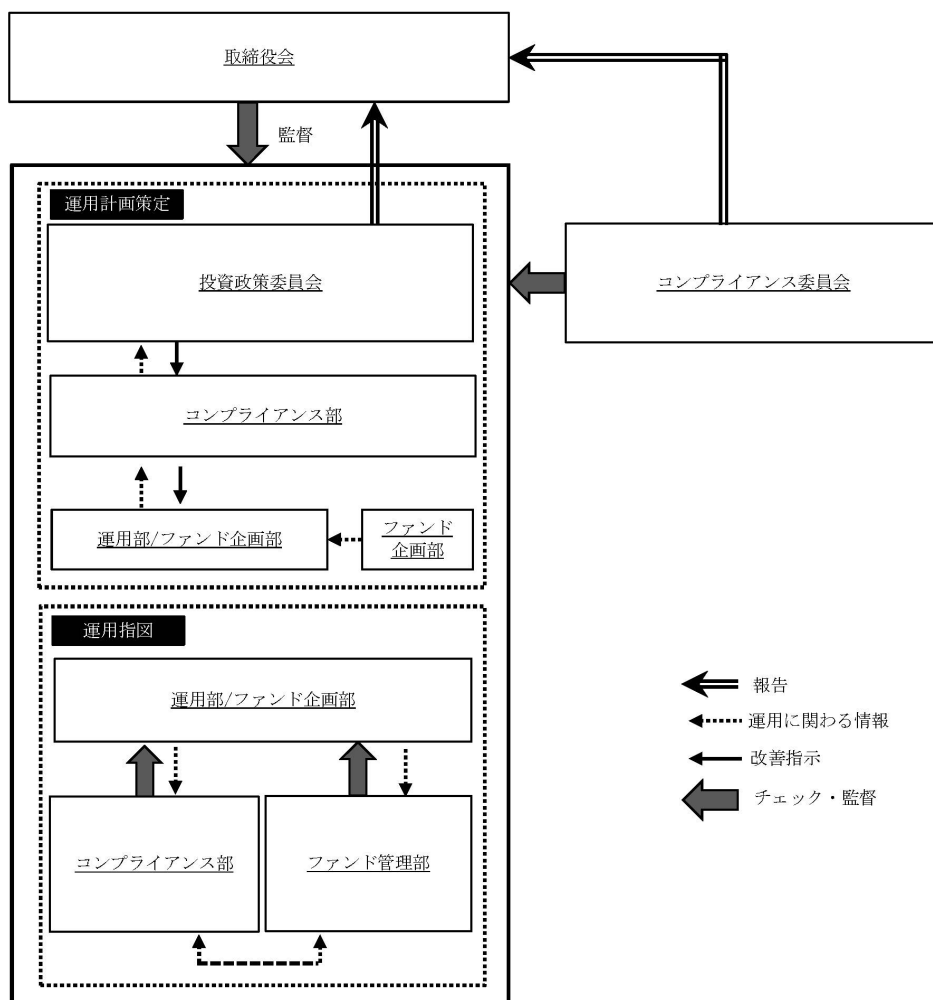 取締役会
監督
運用計画策定
投資政策委員会
コンプライアンス委員会
コンプライアンス部
運用部/ファンド企画部
ファンド
企画部
運用指図
運用部/ファンド企画部
コンプライアンス部
ファンド管理部
報告
運用に関わる情報
改善指示
チェック・監督